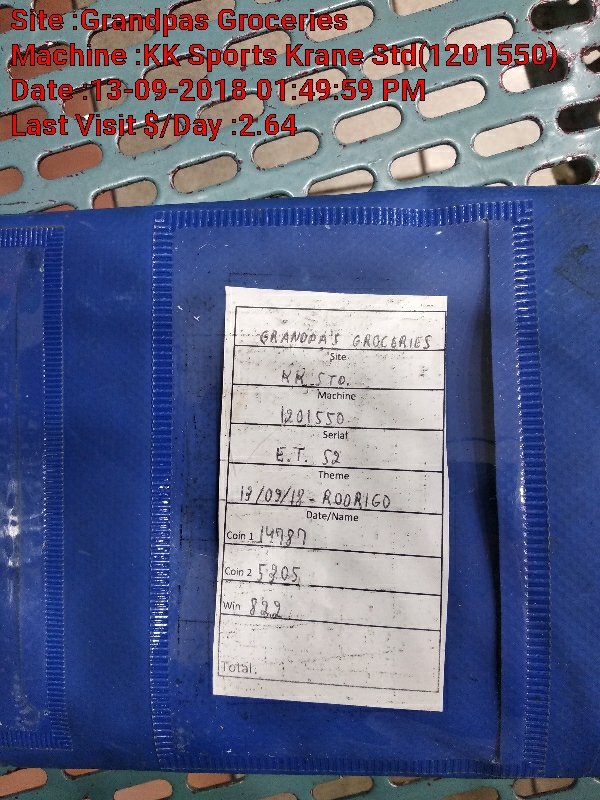 Site :Grandpas Groceries
Machine :KK Sports Krane Std(1201550)
Date :13-09-2018 01:49:59 PM
Last Visit $/Day :2.64
GRANDPA'S GROCERIES
Site
KK STD.
Machine
1201550
Serial
E.T. 52
Theme
13/09/18 - RODRIGO
Date/Name
Coin 1 14787
Coin 2 5205
Win 822
Total: